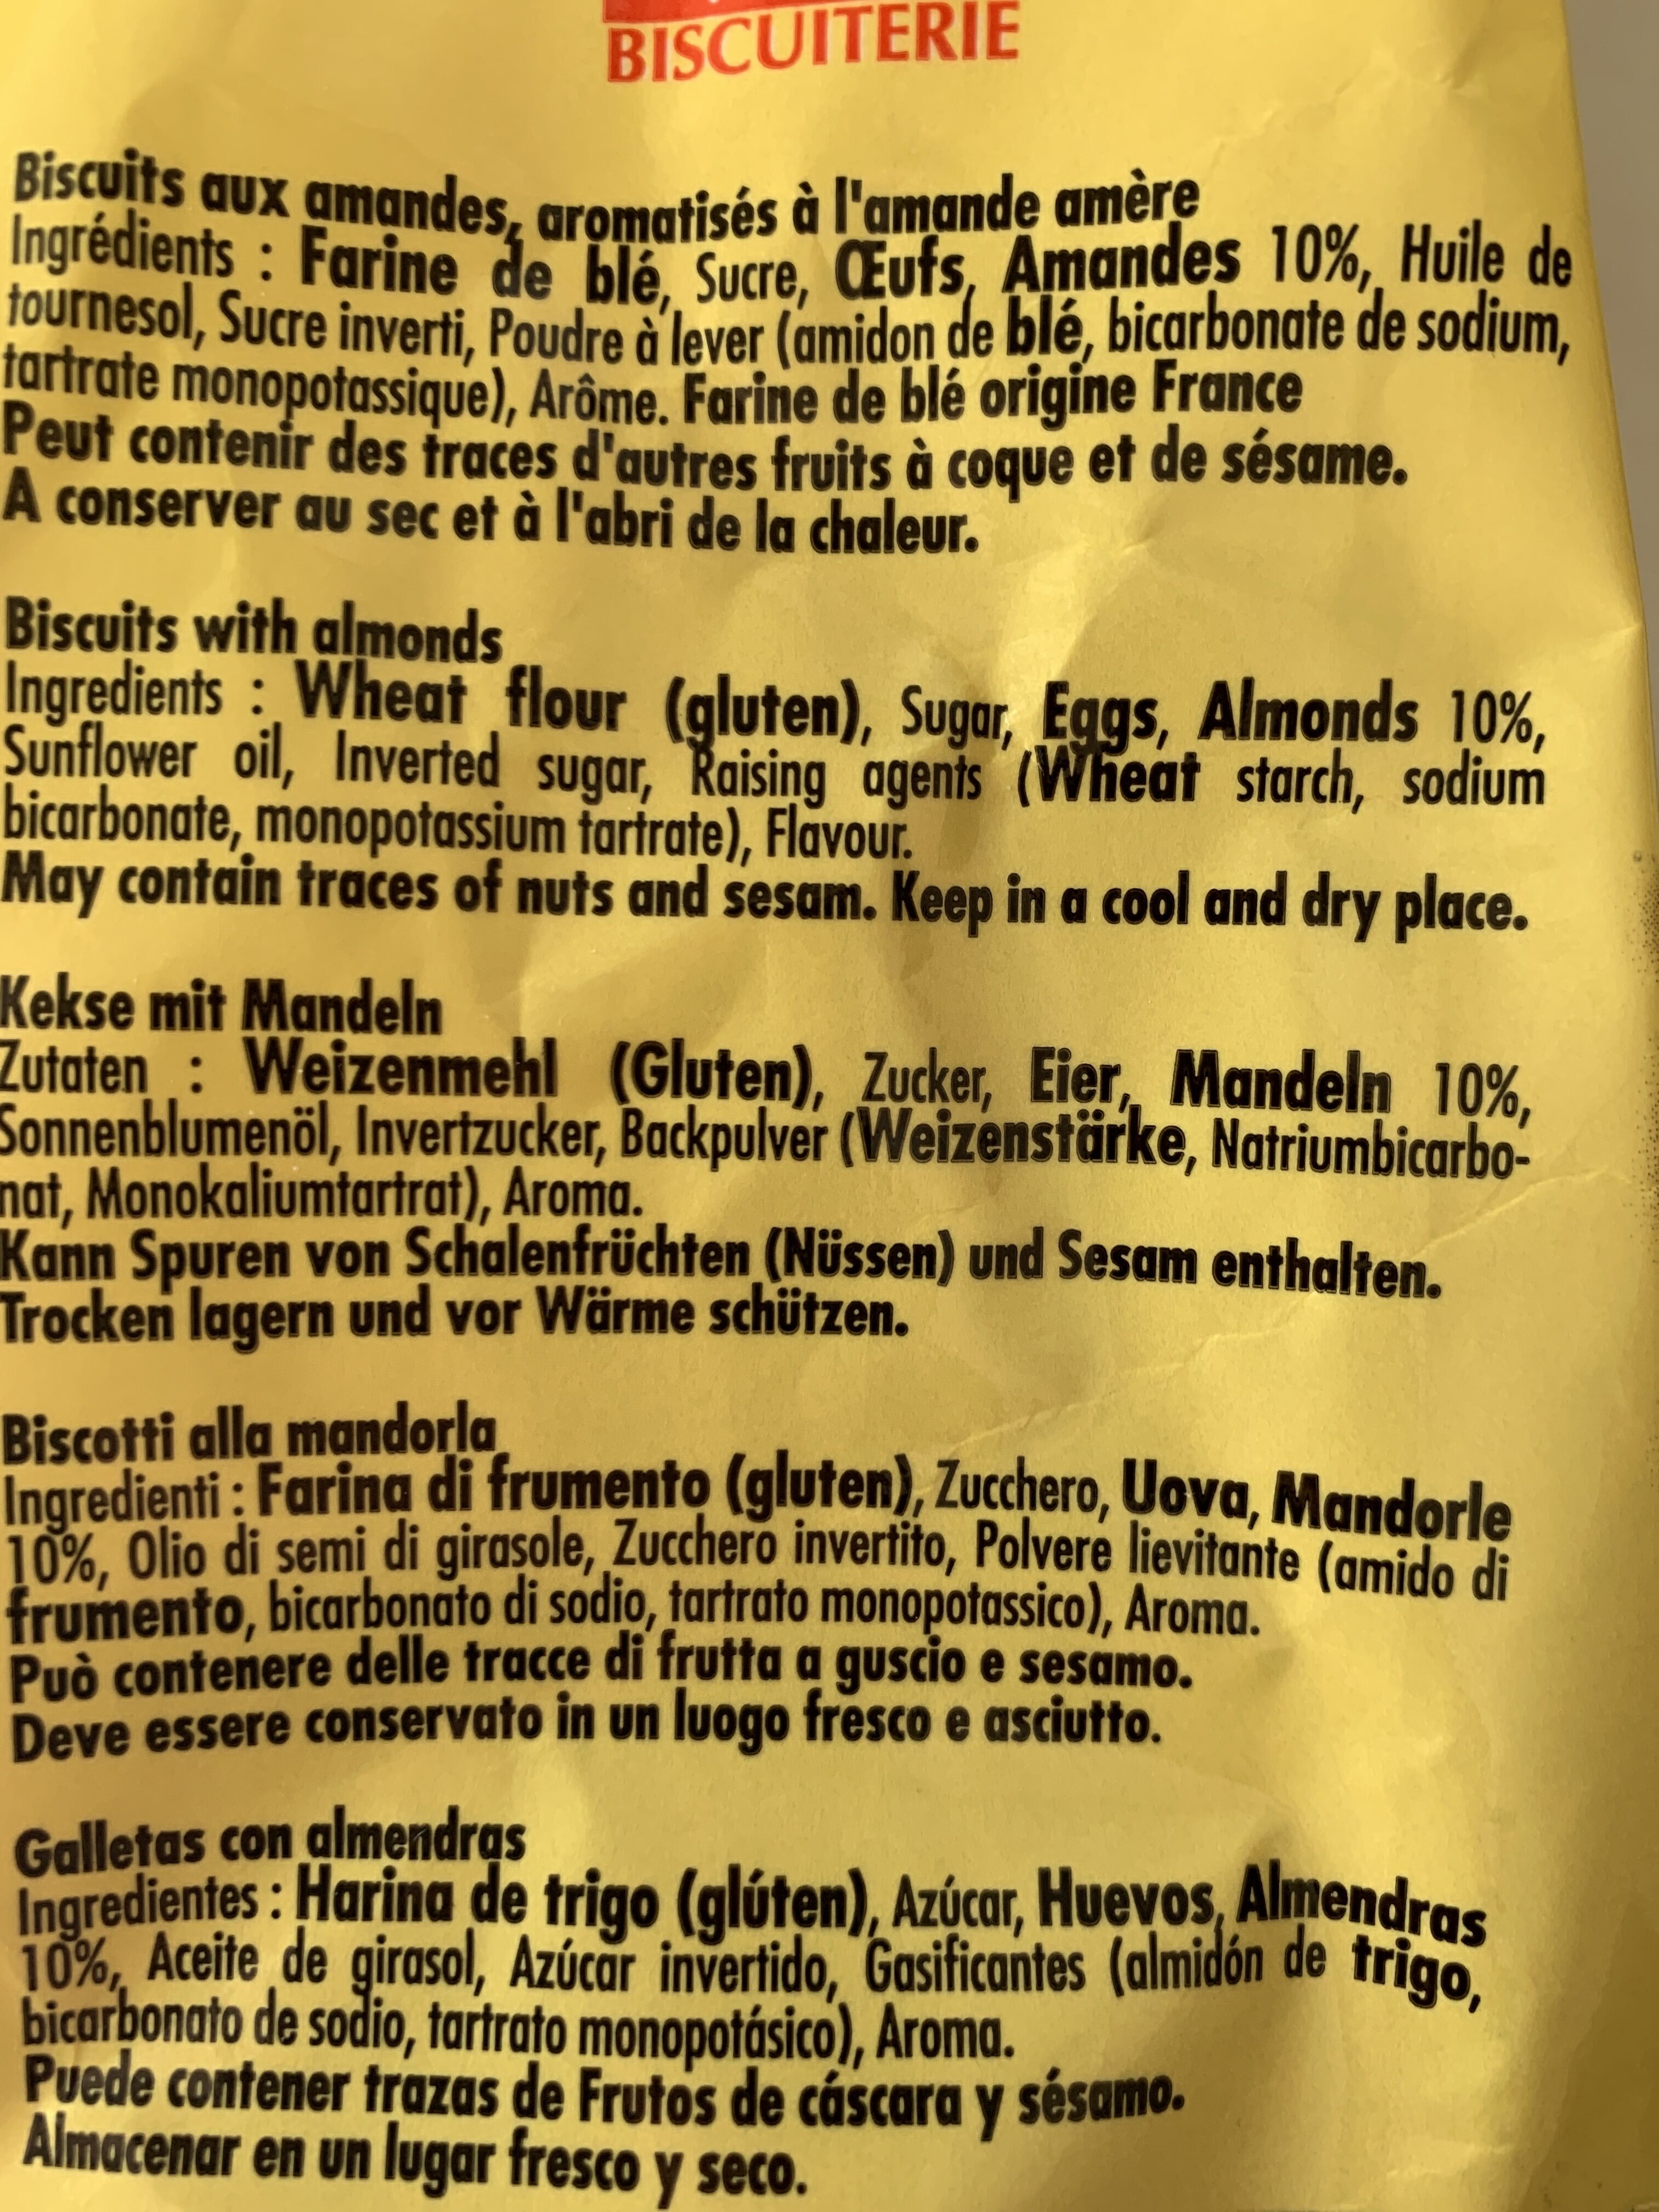 BISCUITERIE
Biscuits aux amandes, aromatisés à l'amande amère
Ingrédients : Farine de blé, Sucre, Œufs, Amandes 10%, Huile de
tournesol, Sucre inverti, Poudre à lever (amidon de blé, bicarbonate de sodium,
tartrate monopotassique), Arôme. Farine de blé origine France
Peut contenir des traces d'autres fruits à coque et de sésame.
A conserver au sec et à l'abri de la chaleur.
Biscuits with almonds
Ingredients : Wheat flour (gluten), Sugar, Eggs, Almonds 10%,
Sunflower oil, Inverted sugar, Raising agents (Wheat starch, sodium
bicarbonate, monopotassium tartrate), Flavour.
May contain traces of nuts and sesam. Keep in a cool and dry place.
Kekse mit Mandeln
Zutaten : Weizenmehl (Gluten), Zucker, Eier, Mandeln 10%,
Sonnenblumenöl, Invertzucker, Backpulver (Weizenstärke, Natriumbicarbo-
nat, Monokaliumtartrat), Aroma.
Kann Spuren von Schalenfrüchten (Nüssen) und Sesam enthalten.
Trocken lagern und vor Wärme schützen.
Biscotti alla mandorla
Ingredienti : Farina di frumento (gluten), Zucchero, Uova, Mandorle
10%, Olio di semi di girasole, Zucchero invertito, Polvere lievitante (amido di
frumento, bicarbonato di sodio, tartrato monopotassico), Aroma.
Può contenere delle tracce di frutta a guscio e sesamo.
Deve essere conservato in un luogo fresco e asciutto.
Galletas con almendras
Ingredientes : Harina de trigo (glúten), Azúcar, Huevos, Almendras
10%, Aceite de girasol, Azúcar invertido, Gasificantes (almidón de trigo,
bicarbonato de sodio, tartrato monopotásico), Aroma.
Puede contener trazas de Frutos de cáscara y sésamo.
Almacenar en un lugar fresco y seco.